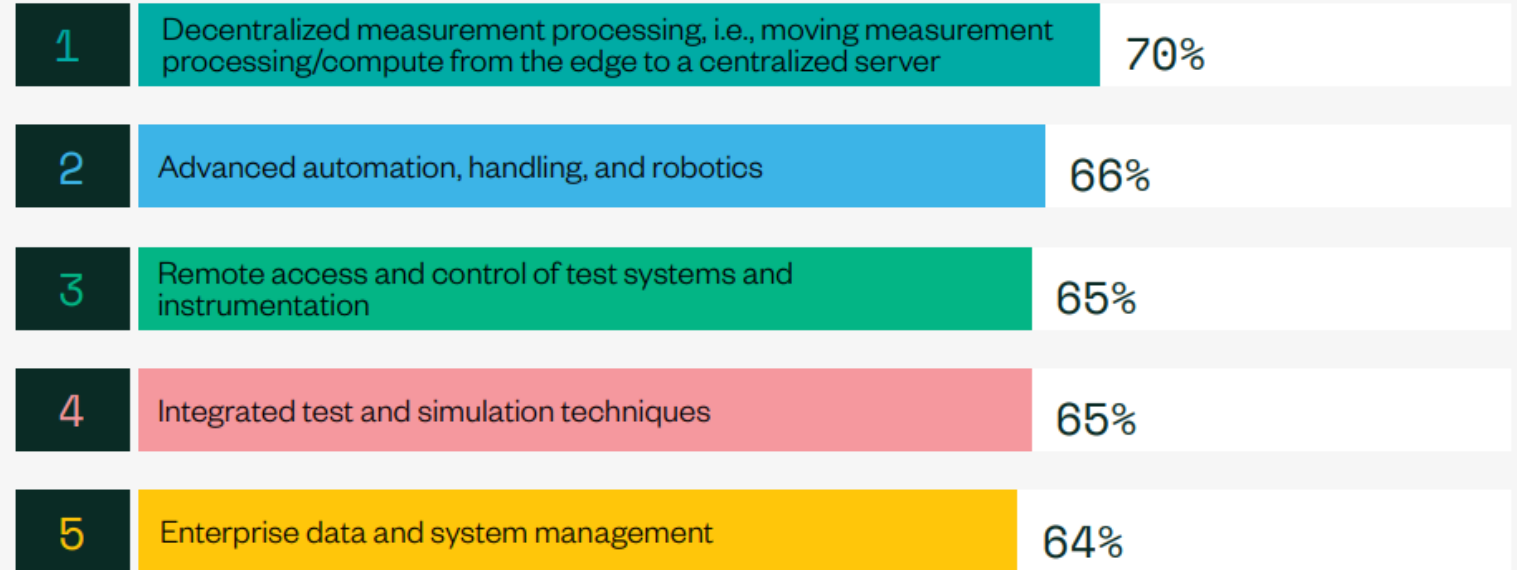 1
Decentralized measurement processing, i.e., moving measurement
processing/compute from the edge to a centralized server
70%
2
Advanced automation, handling, and robotics
66%
3
Remote access and control of test systems and
instrumentation
65%
4
Integrated test and simulation techniques
65%
5
Enterprise data and system management
64%